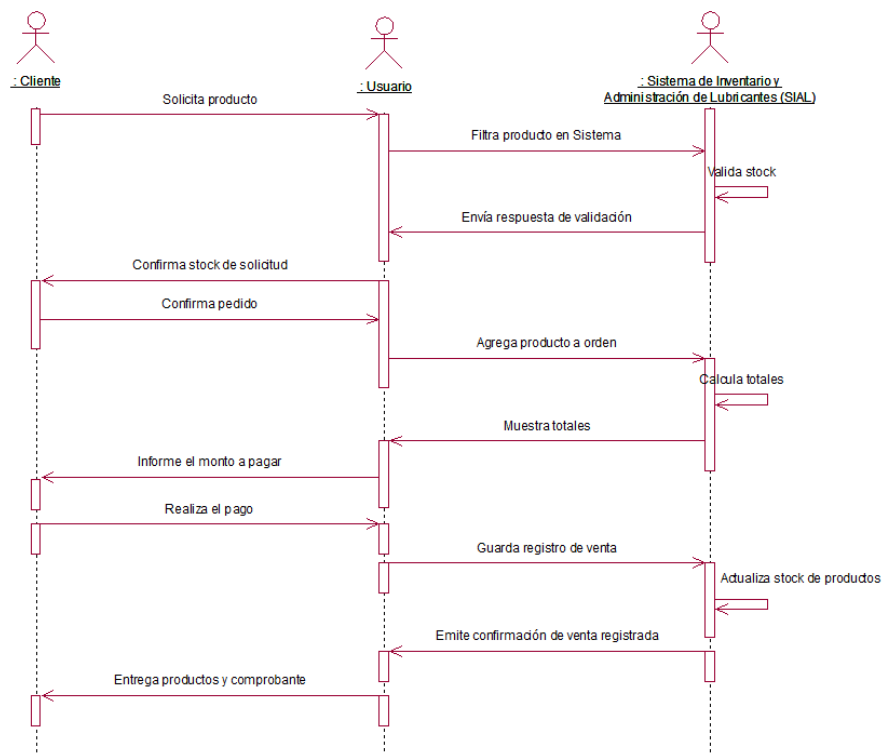 : Cliente
: Usuario
: Sistema de Inventario y
Administración de Lubricantes (SIAL)
Solicita producto
Filtra producto en Sistema
Valida stock
Envía respuesta de validación
Confirma stock de solicitud
Confirma pedido
Agrega producto a orden
Calcula totales
Muestra totales
Informe el monto a pagar
Realiza el pago
Guarda registro de venta
Actualiza stock de productos
Emite confirmación de venta registrada
Entrega productos y comprobante